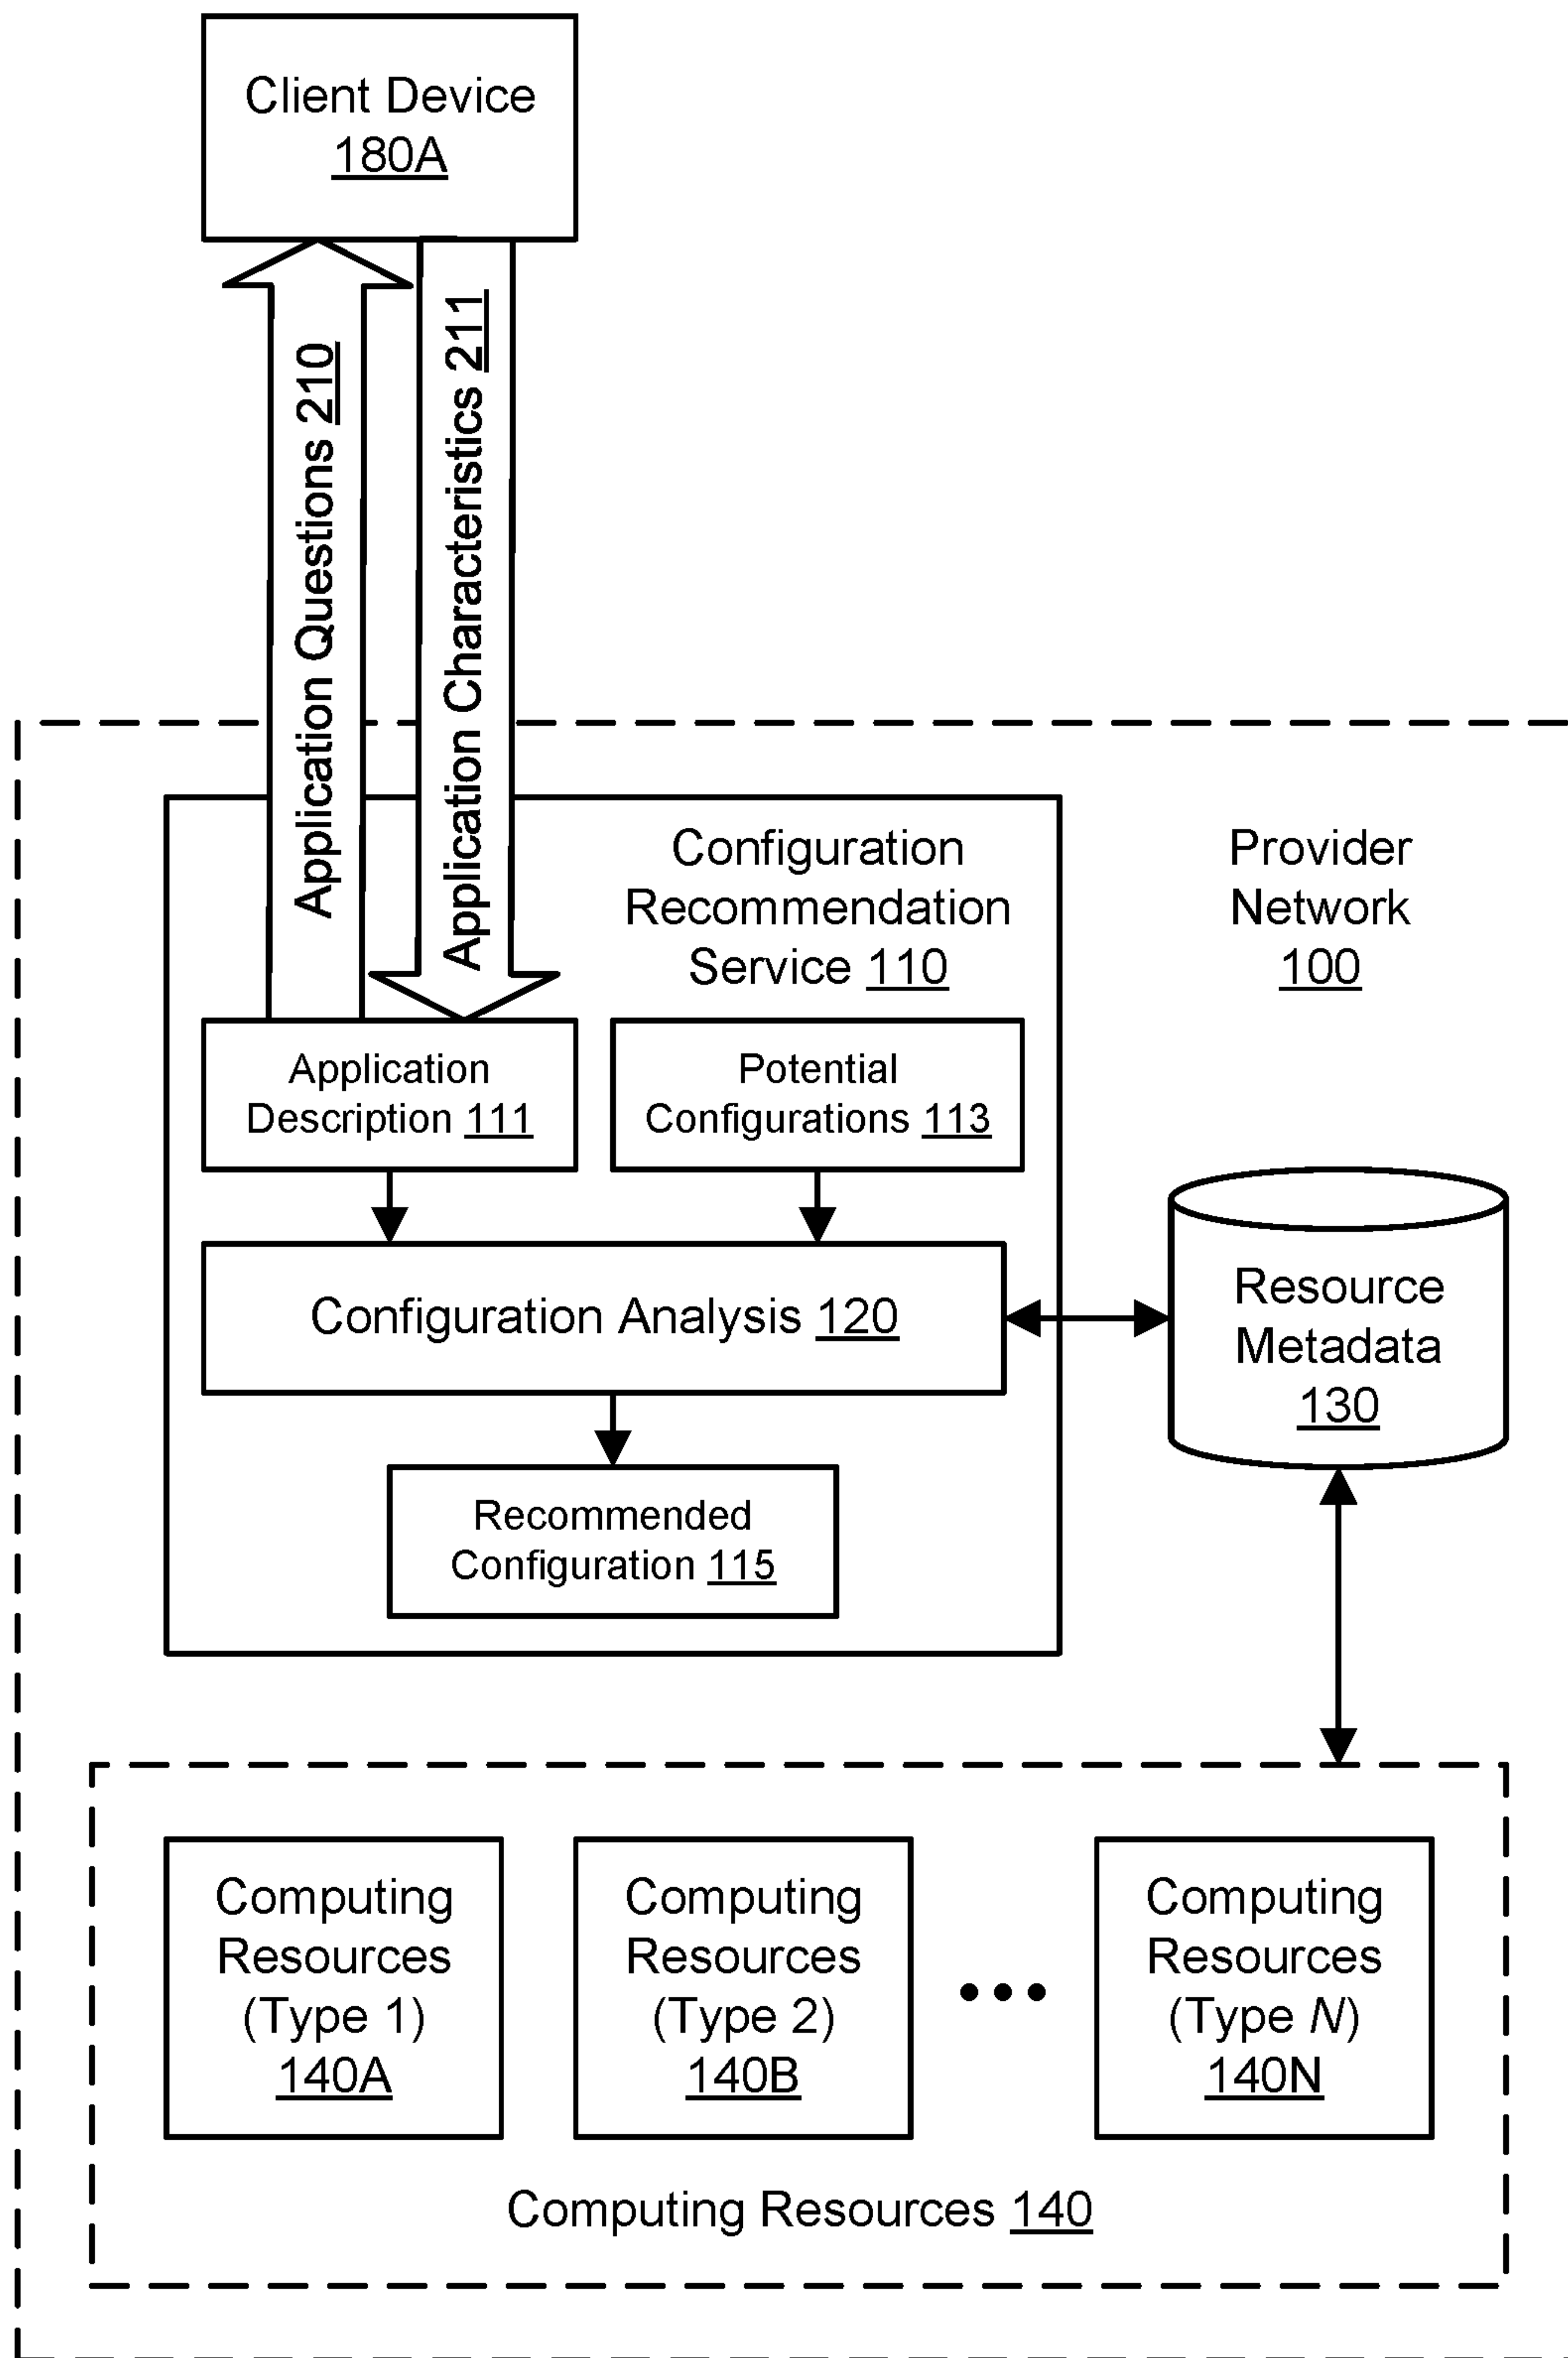 Client Device
180A
Application Questions 210
Application Characteristics 211
Configuration
Recommendation
Service 110
Provider
Network
100
Application
Description 111
Potential
Configurations 113
Configuration Analysis 120
Resource
Metadata
130
Recommended
Configuration 115
Computing
Resources
(Type 1)
140A
Computing
Resources
(Type 2)
140B
Computing
Resources
(Type N)
140N
Computing Resources 140